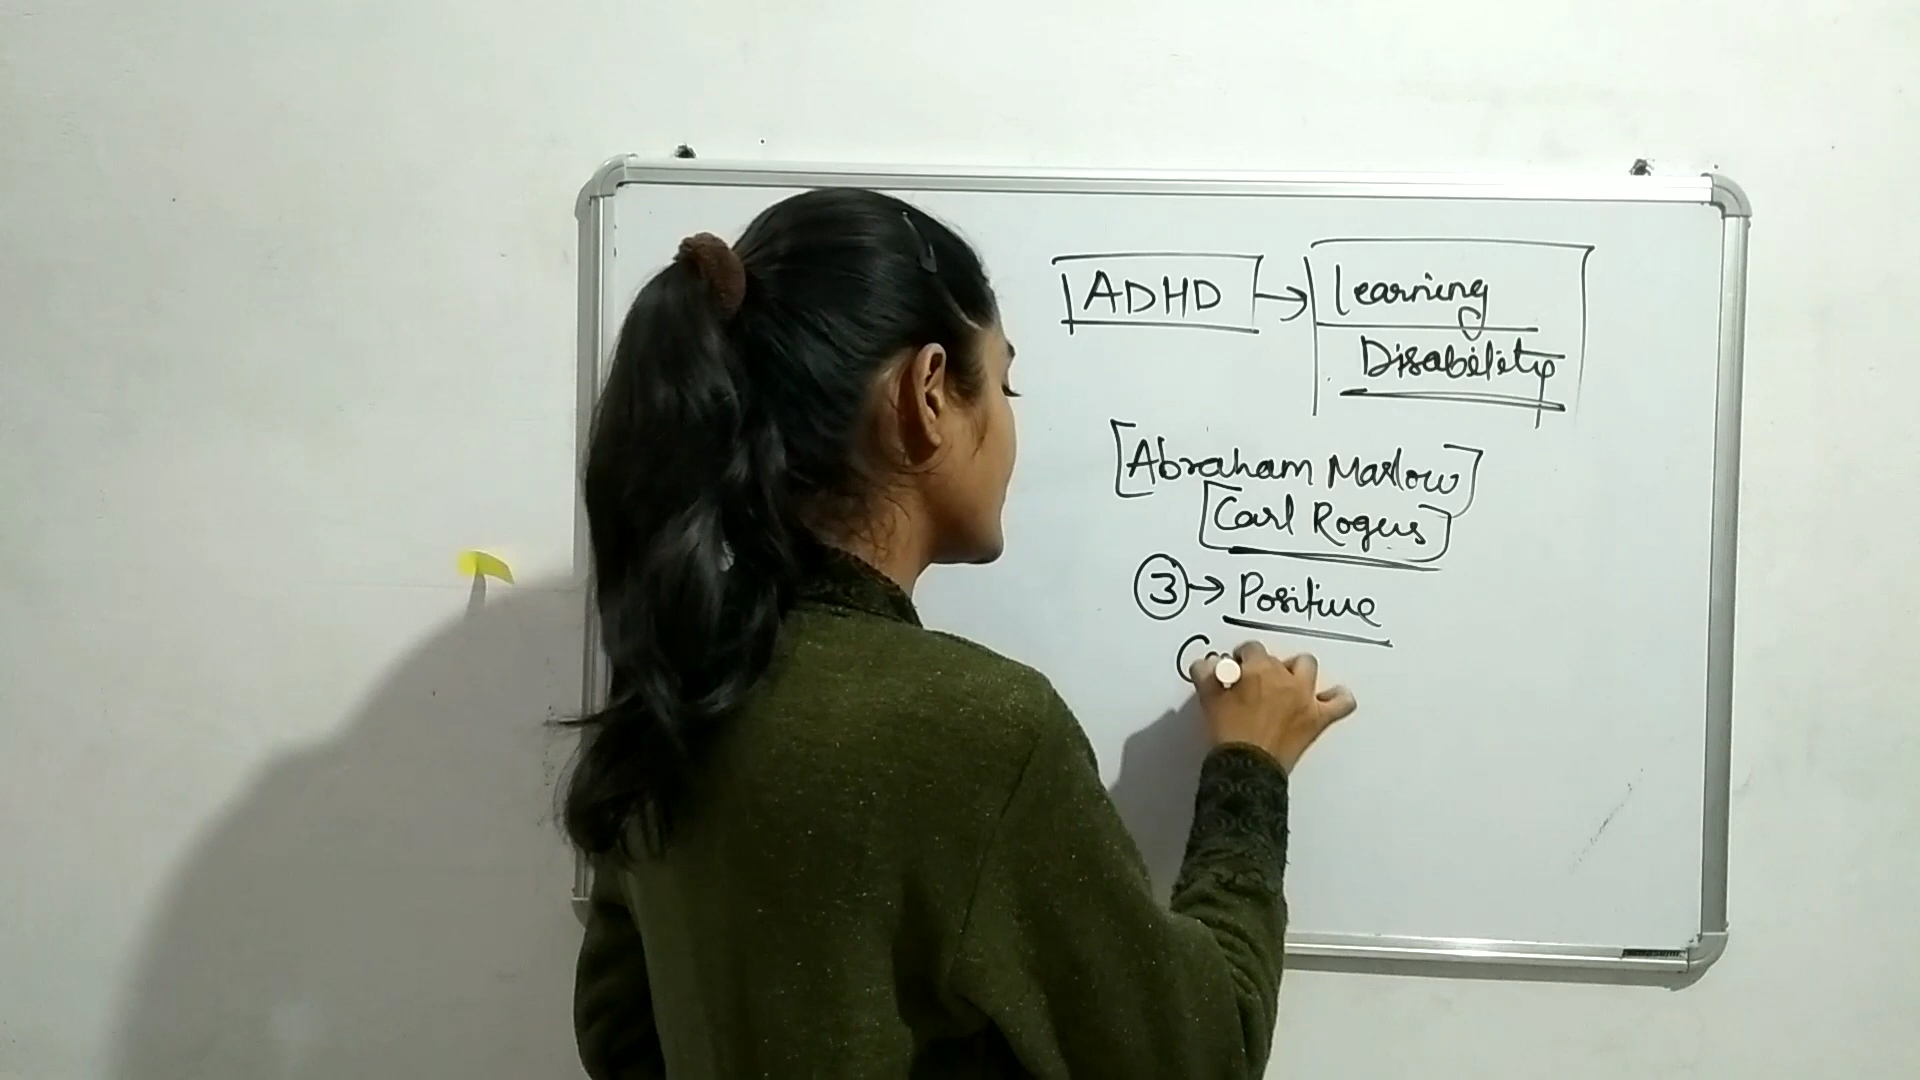 ADHD → Learning
Disability
[Abraham Maslow]
[Carl Rogers]
3 → Positive